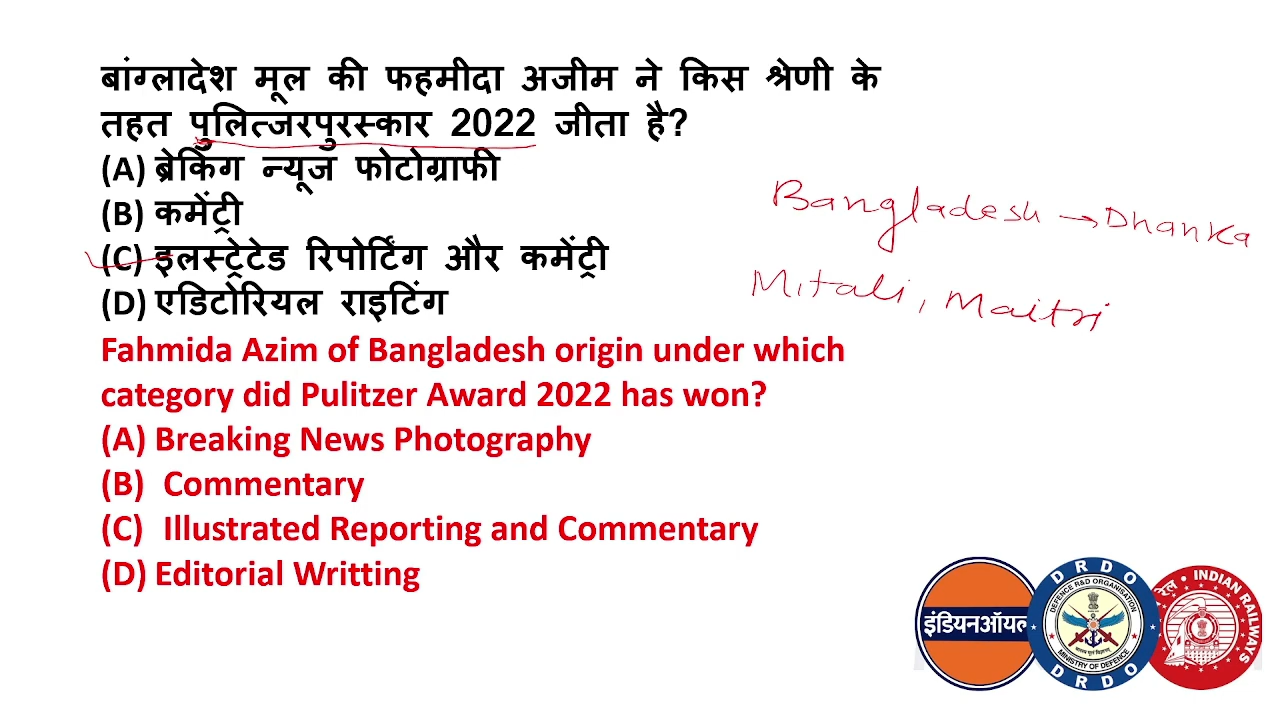 बांग्लादेश मूल की फहमीदा अजीम ने किस श्रेणी के
तहत पुलित्जरपुरस्कार 2022 जीता है?
(A) ब्रेकिंग न्यूज फोटोग्राफी
(B) कमेंट्री
(C) इलस्ट्रेटेड रिपोर्टिंग और कमेंट्री
(D) एडिटोरियल राइटिंग
Bangladesh → Dhanka
Mitali, Maitri
Fahmida Azim of Bangladesh origin under which
category did Pulitzer Award 2022 has won?
(A) Breaking News Photography
(B) Commentary
(C) Illustrated Reporting and Commentary
(D) Editorial Writting
इंडियनऑयल
DRDO
DEFENCE R&D ORGANISATION
MINISTRY OF DEFENCE
DRDO
रेल • INDIAN RAILWAYS